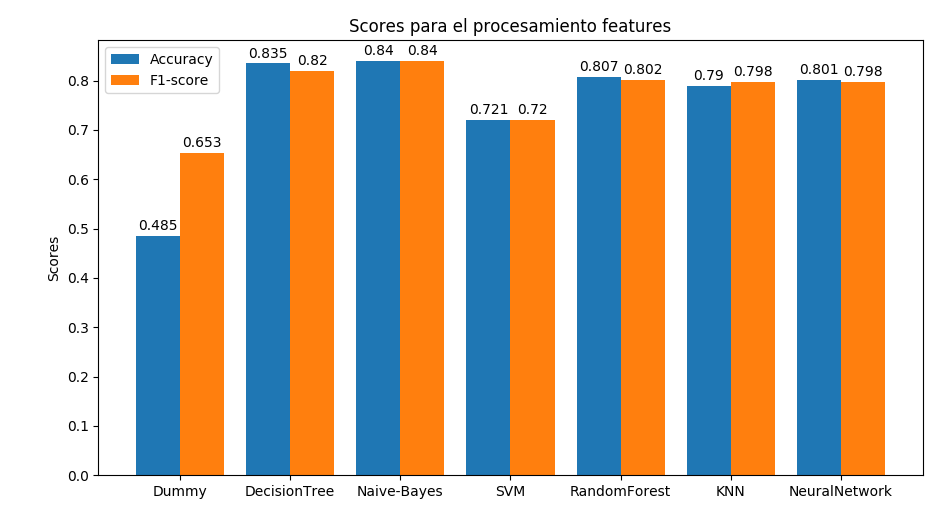 Scores para el procesamiento features
Accuracy
F1-score
0.485
0.653
0.835
0.82
0.84
0.84
0.721
0.72
0.807
0.802
0.79
0.798
0.801
0.798
Scores
0.8
0.7
0.6
0.5
0.4
0.3
0.2
0.1
0.0
Dummy
DecisionTree
Naive-Bayes
SVM
RandomForest
KNN
NeuralNetwork